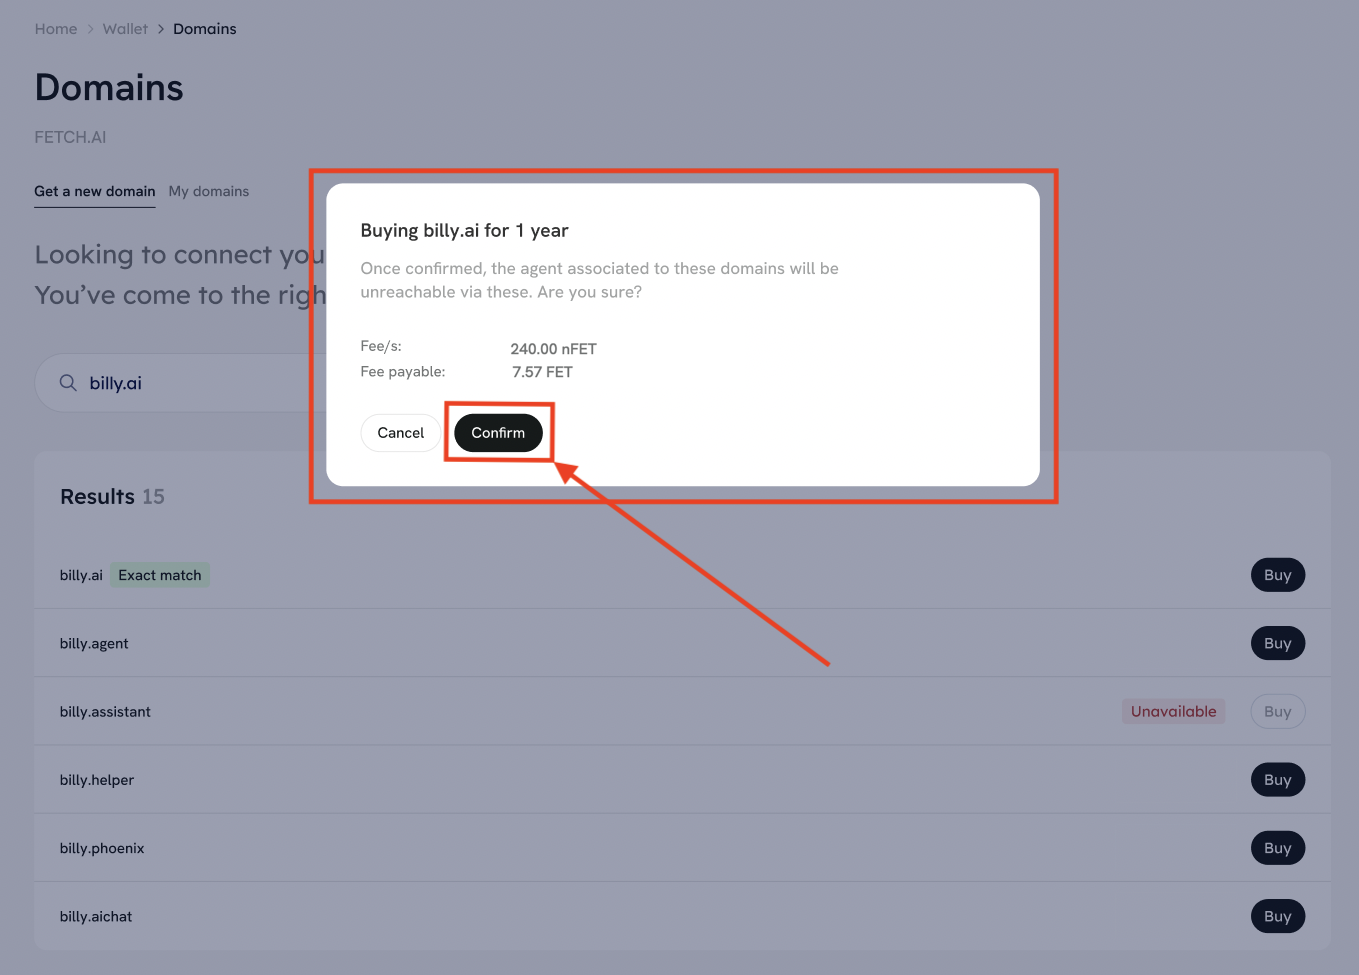 Home > Wallet > Domains
Domains
FETCH.AI
Get a new domain My domains
Looking to connect you
You've come to the righ
billy.ai
Buying billy.ai for 1 year
Once confirmed, the agent associated to these domains will be
unreachable via these. Are you sure?
Fee/s: 240.00 nFET
Fee payable: 7.57 FET
Cancel Confirm
Results 15
billy.ai Exact match Buy
billy.agent Buy
billy.assistant Unavailable Buy
billy.helper Buy
billy.phoenix Buy
billy.aichat Buy